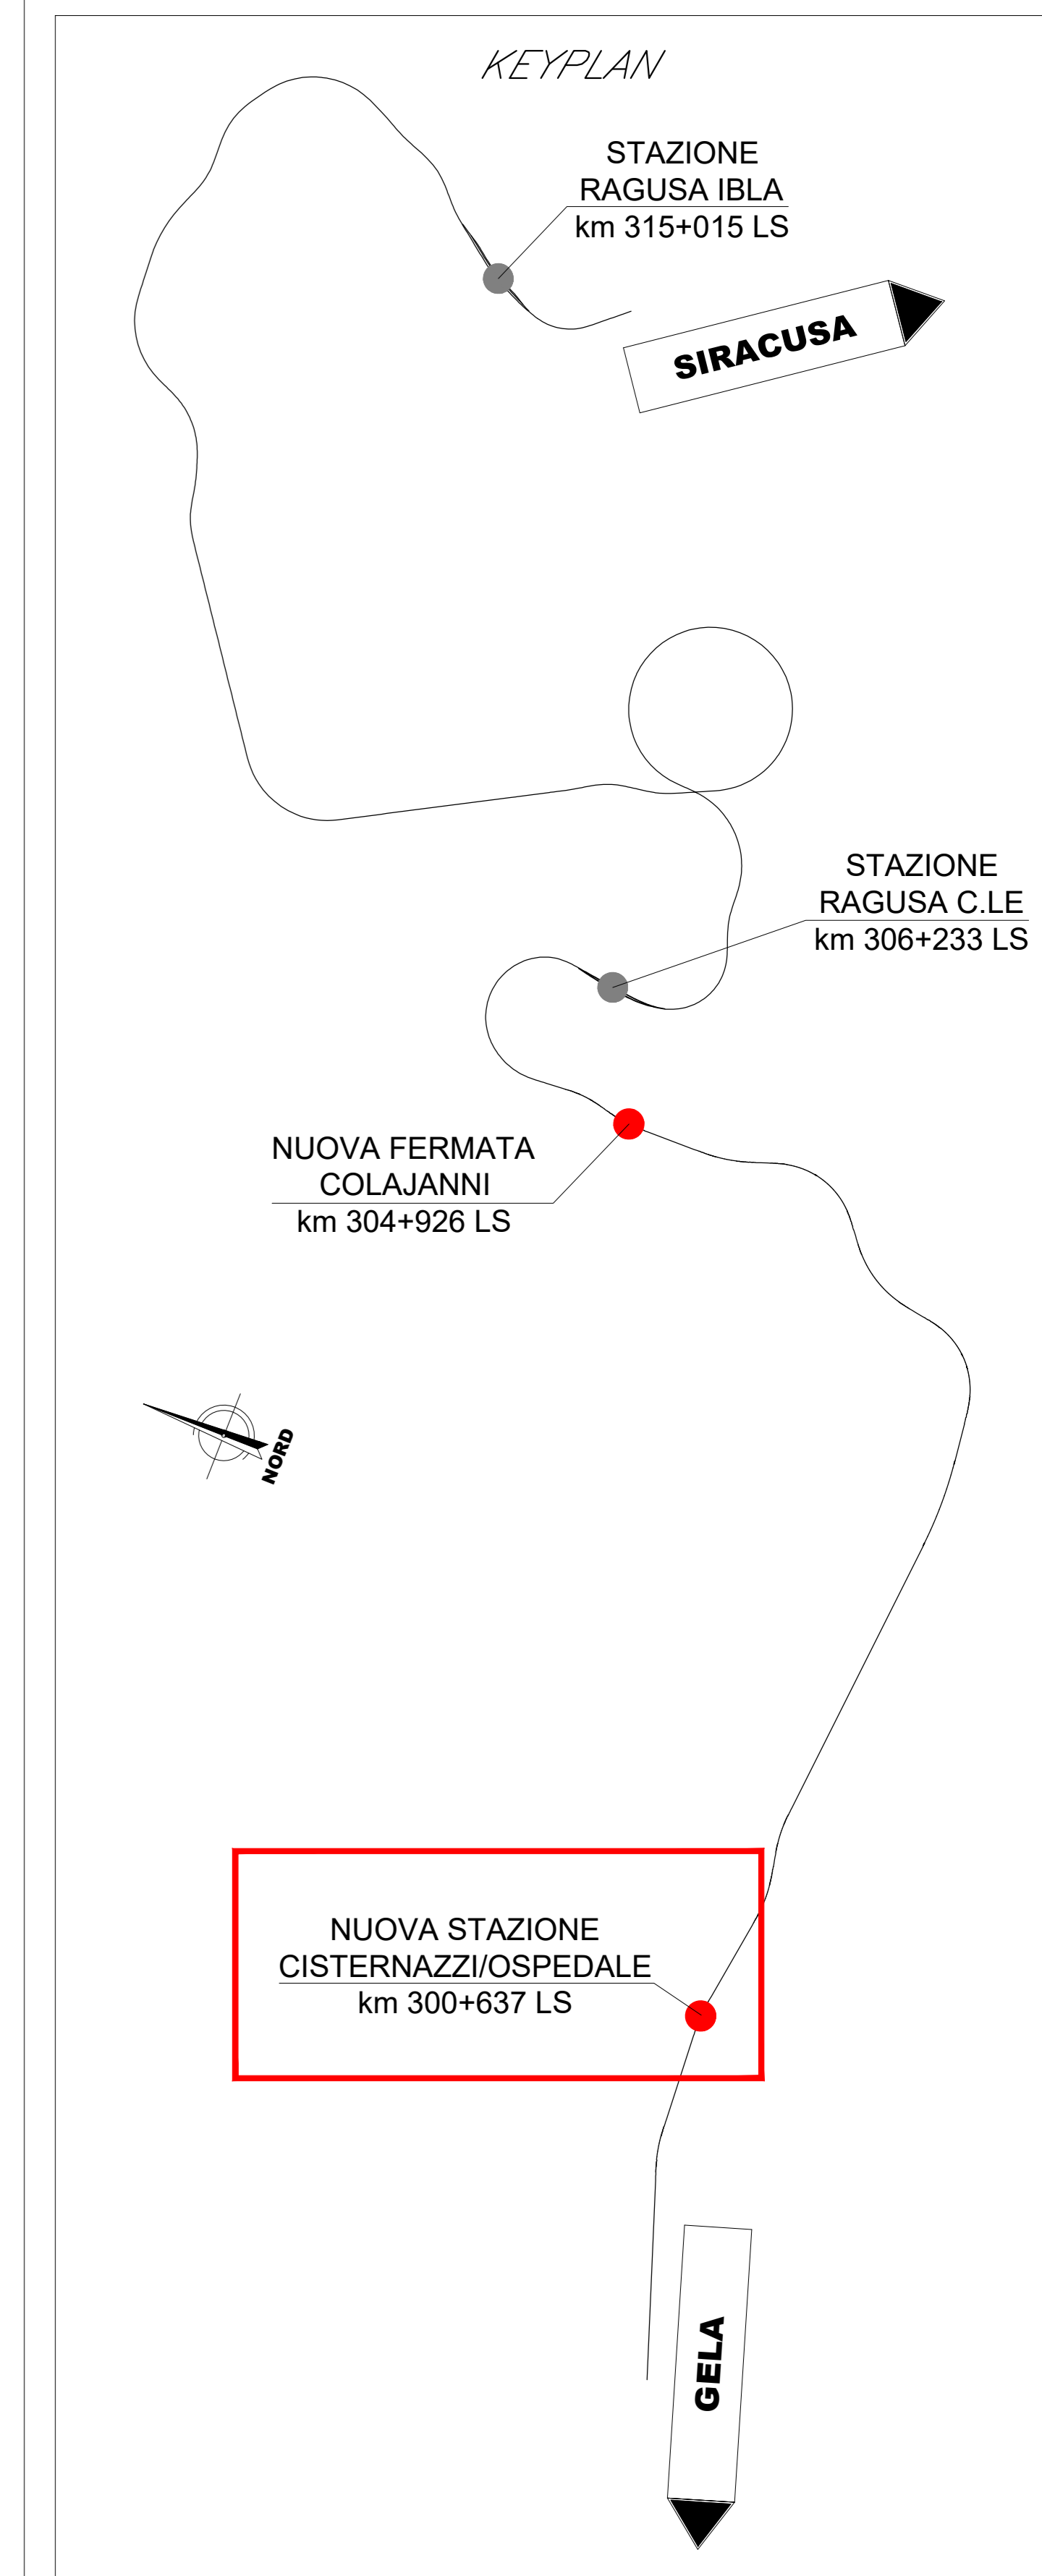 KEYPLAN
STAZIONE
RAGUSA IBLA
km 315+015 LS
SIRACUSA
STAZIONE
RAGUSA C.LE
km 306+233 LS
NUOVA FERMATA
COLAJANNI
km 304+926 LS
NORD
NUOVA STAZIONE
CISTERNAZZI/OSPEDALE
km 300+637 LS
GELA